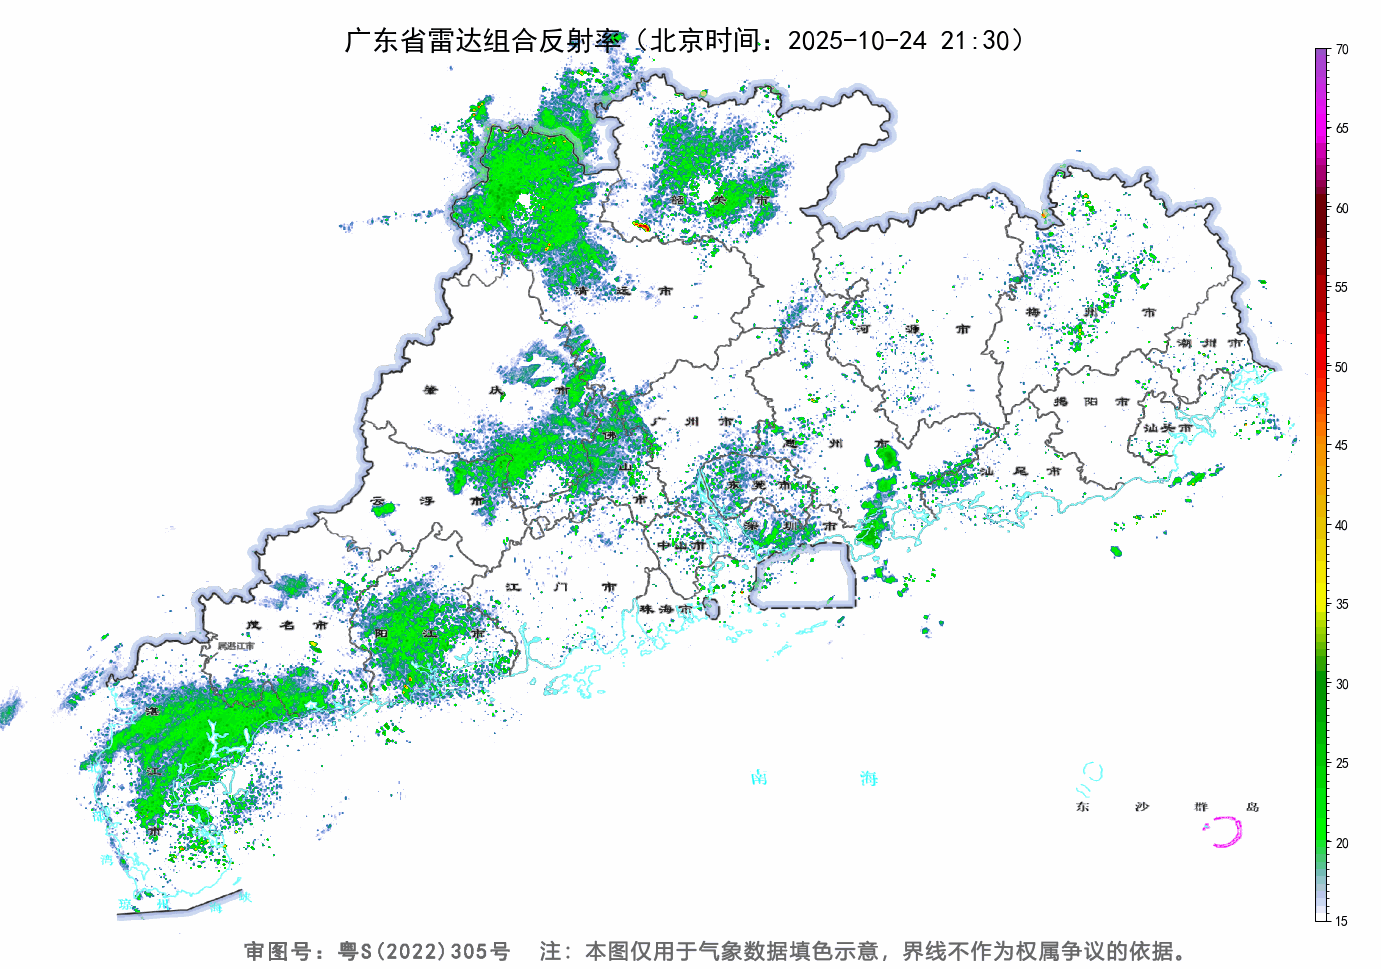 广东省雷达组合反射率（北京时间：2025-10-24 21:30）
70
65
60
55
50
45
40
35
30
25
20
15
韶关市
清远市
河源市
梅州市
潮州市
肇庆市
广州市
佛山市
惠州市
揭阳市
汕头市
汕尾市
东莞市
云浮市
深圳市
中山市
江门市
珠海市
茂名市
属湛江市
阳江市
湛江市
南海
东沙群岛
湾
琼州海峡
审图号：粤S(2022)305号 注：本图仅用于气象数据填色示意，界线不作为权属争议的依据。